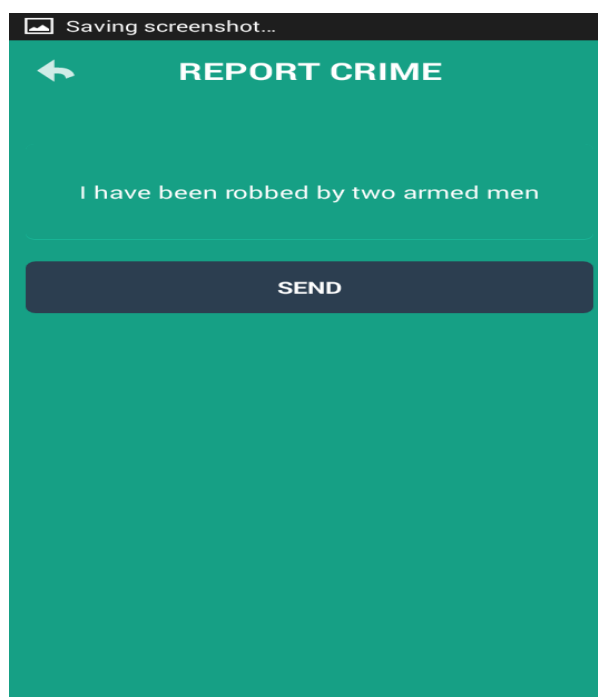 Saving screenshot...
REPORT CRIME
I have been robbed by two armed men
SEND